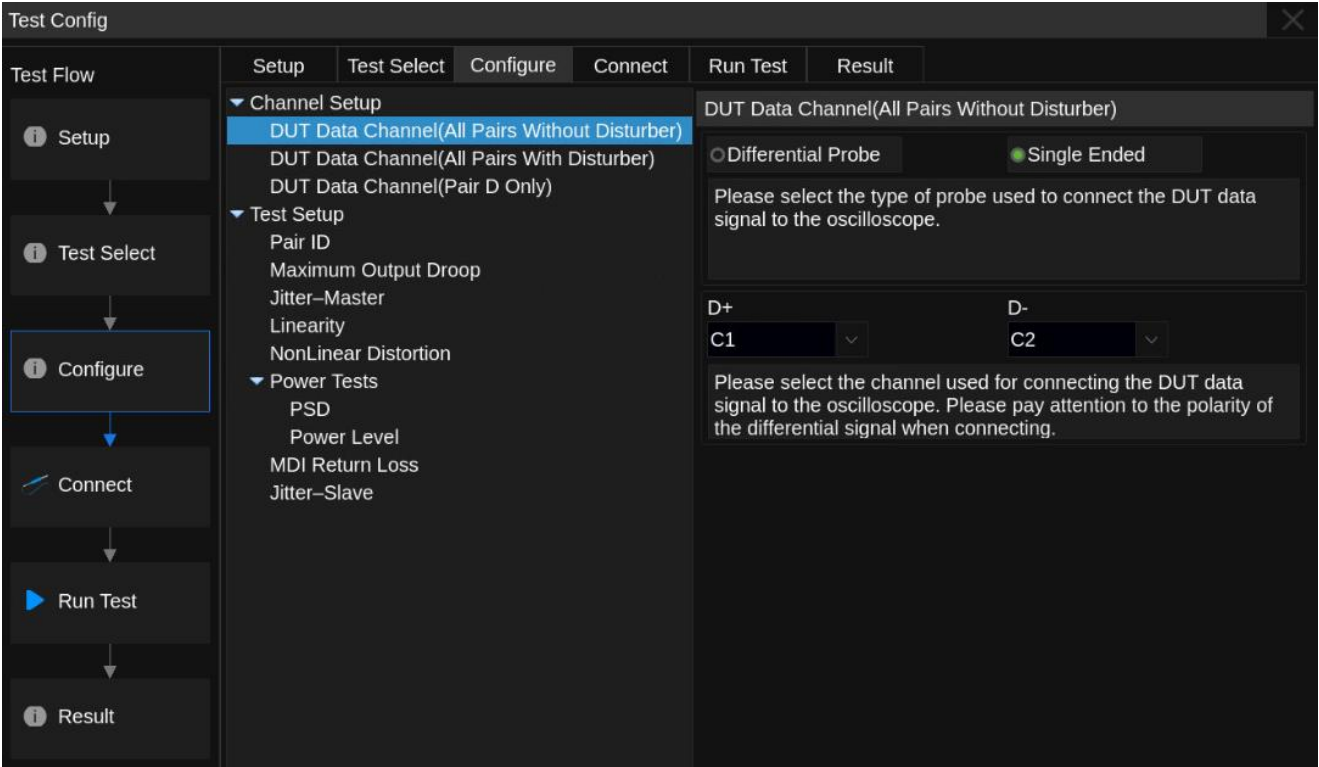 Test Config
Test Flow
Setup
Test Select
Configure
Connect
Run Test
Result
Setup
Test Select
Configure
Connect
Run Test
Result
Channel Setup
DUT Data Channel(All Pairs Without Disturber)
DUT Data Channel(All Pairs With Disturber)
DUT Data Channel(Pair D Only)
Test Setup
Pair ID
Maximum Output Droop
Jitter–Master
Linearity
NonLinear Distortion
Power Tests
PSD
Power Level
MDI Return Loss
Jitter–Slave
DUT Data Channel(All Pairs Without Disturber)
Differential Probe
Single Ended
Please select the type of probe used to connect the DUT data
signal to the oscilloscope.
D+
D-
C1
C2
Please select the channel used for connecting the DUT data
signal to the oscilloscope. Please pay attention to the polarity of
the differential signal when connecting.